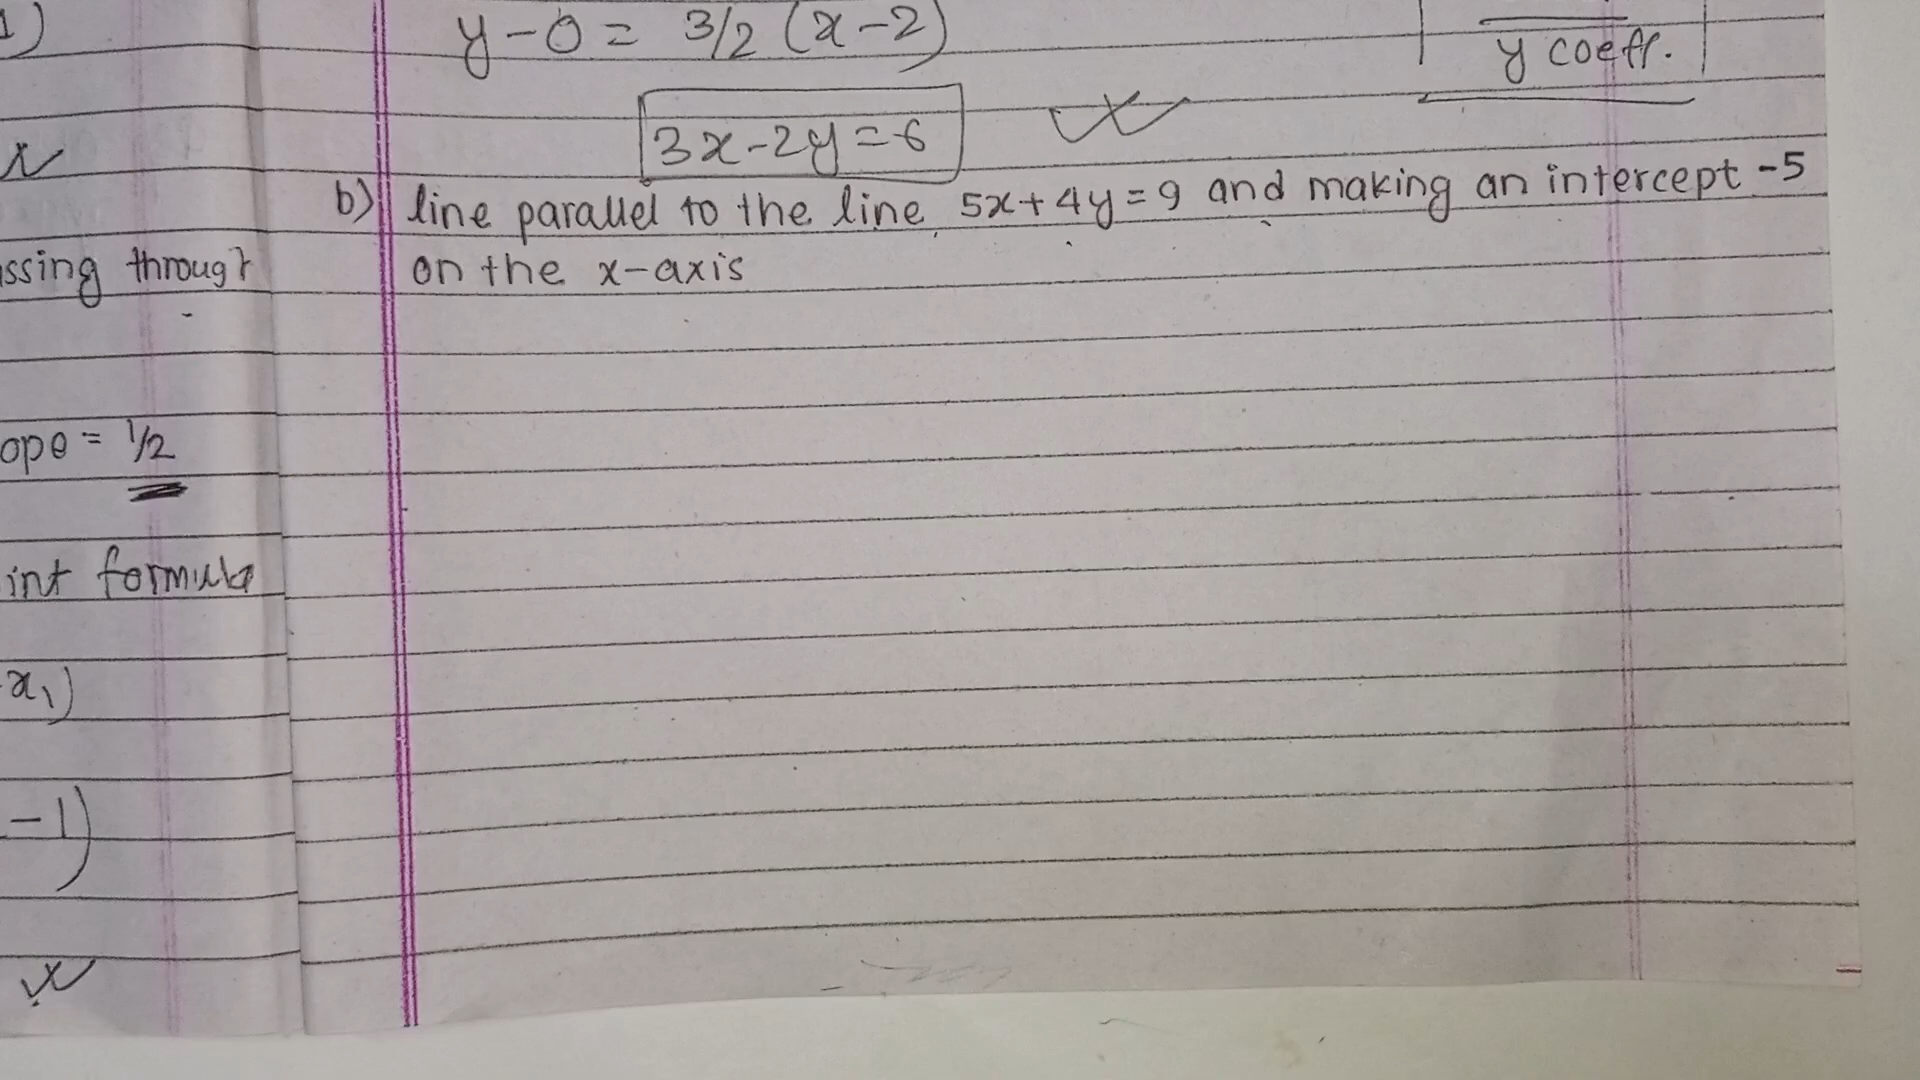 1)
y-0 = 3/2 (x-2)
y coeff.
3x-2y=6
b) line parallel to the line 5x+4y=9 and making an intercept -5
on the x-axis
ssing through
ope = 1/2
int formula
x₁)
-1)